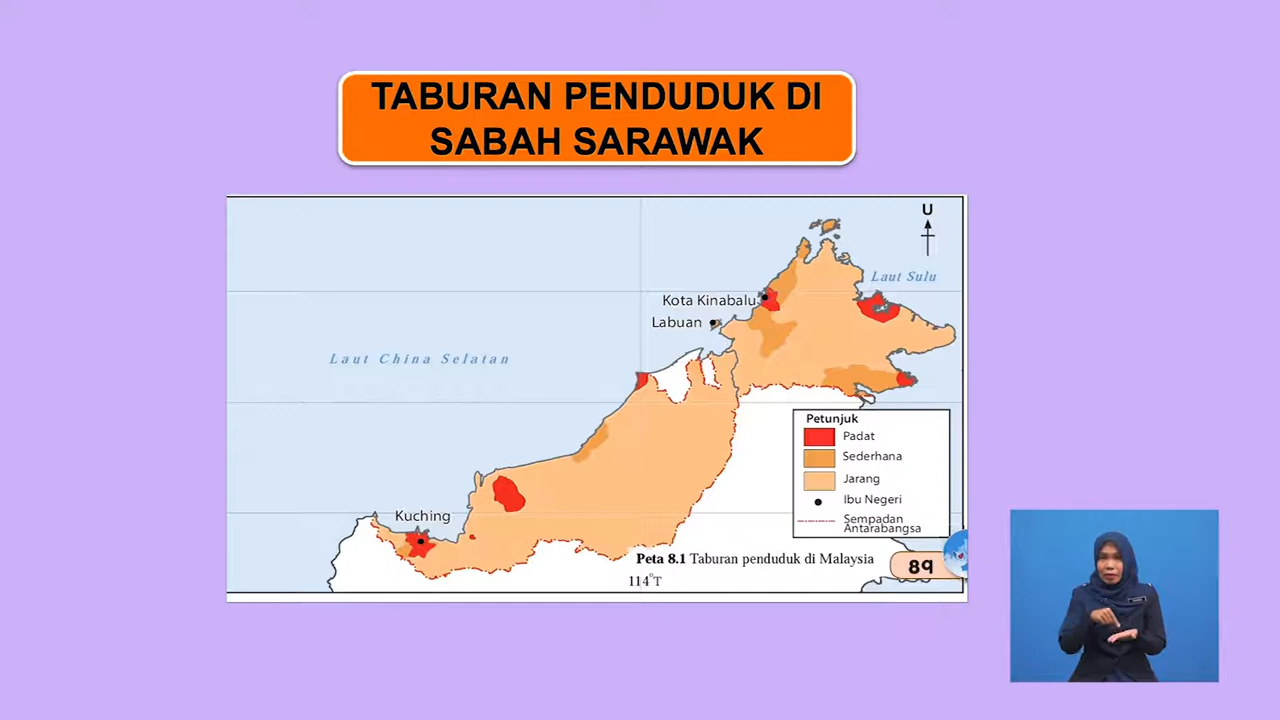 TABURAN PENDUDUK DI
SABAH SARAWAK
U
Laut Sulu
Kota Kinabalu
Labuan
Laut China Selatan
Petunjuk
Padat
Sederhana
Jarang
Ibu Negeri
Sempadan
Antarabangsa
Kuching
Peta 8.1 Taburan penduduk di Malaysia
89
114°T